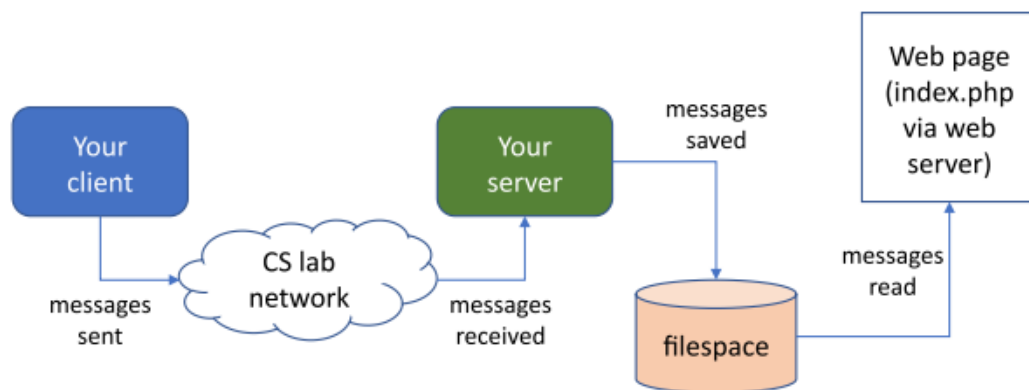 Your
client
messages
sent
CS lab
network
messages
received
Your
server
messages
saved
filespace
messages
read
Web page
(index.php
via web
server)